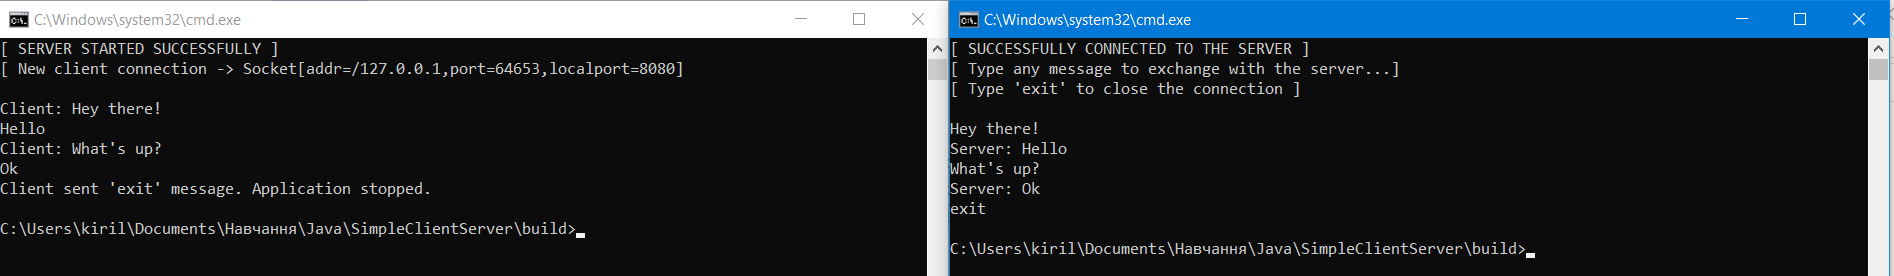 C:\Windows\system32\cmd.exe
[ SERVER STARTED SUCCESSFULLY ]
[ New client connection -> Socket[addr=/127.0.0.1,port=64653,localport=8080]
Client: Hey there!
Hello
Client: What's up?
Ok
Client sent 'exit' message. Application stopped.
C:\Users\kiril\Documents\Навчання\Java\SimpleClientServer\build>
C:\Windows\system32\cmd.exe
[ SUCCESSFULLY CONNECTED TO THE SERVER ]
[ Type any message to exchange with the server...]
[ Type 'exit' to close the connection ]
Hey there!
Server: Hello
What's up?
Server: Ok
exit
C:\Users\kiril\Documents\Навчання\Java\SimpleClientServer\build>